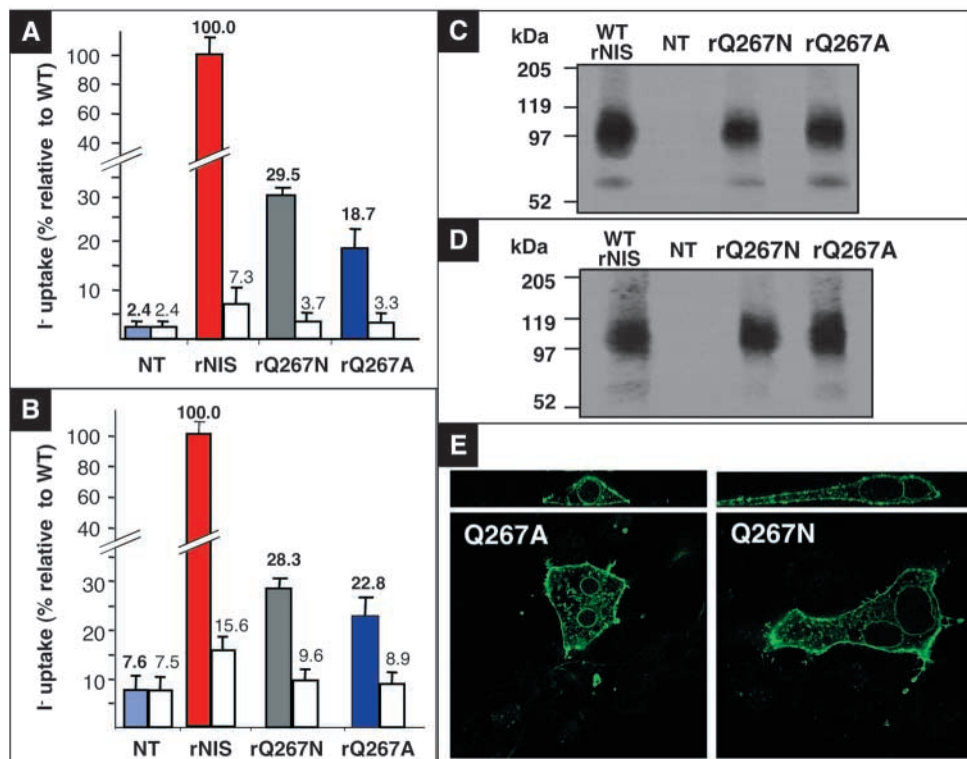 A
I- uptake (% relative to WT)
100
80
60
40
30
20
10
100.0
29.5
18.7
7.3
2.4 2.4
3.7
3.3
NT rNIS rQ267N rQ267A
B
I- uptake (% relative to WT)
100
80
60
40
30
20
10
100.0
28.3
22.8
15.6
7.6 7.5
9.6
8.9
NT rNIS rQ267N rQ267A
C
kDa
WT
rNIS NT rQ267N rQ267A
205
119
97
52
D
kDa
WT
rNIS NT rQ267N rQ267A
205
119
97
52
E
Q267A
Q267N